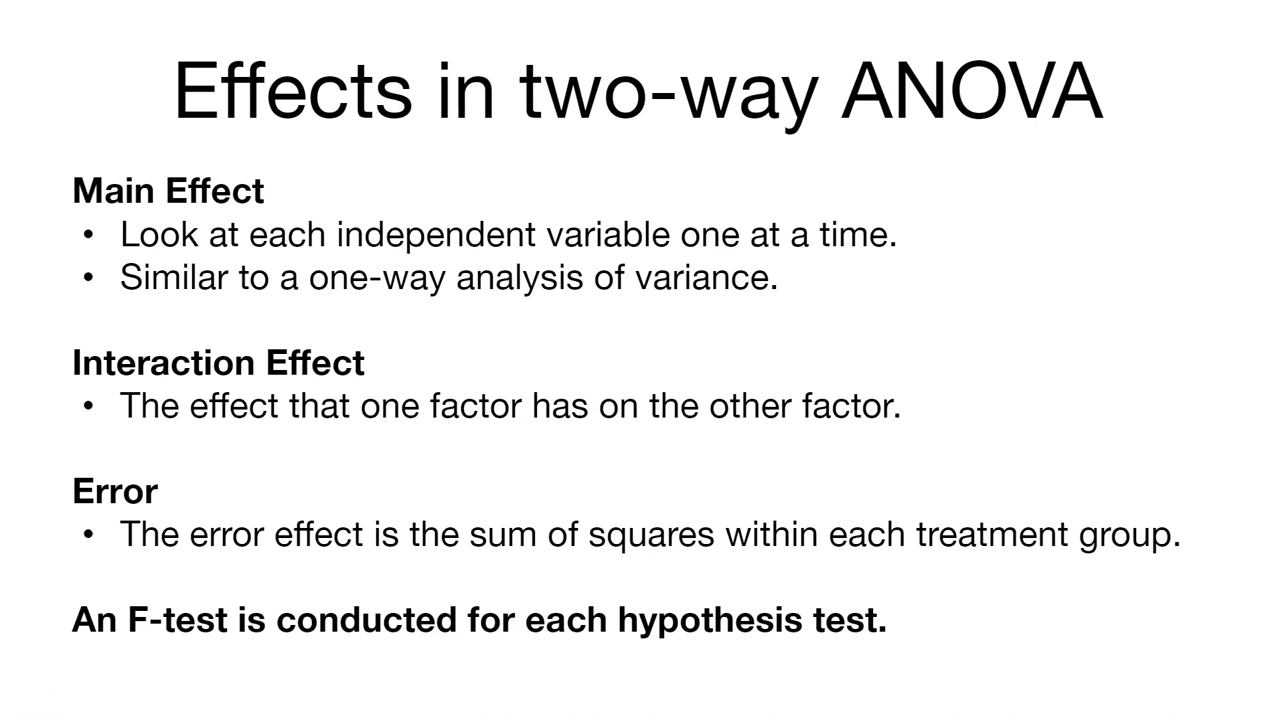 Effects in two-way ANOVA
Main Effect
• Look at each independent variable one at a time.
• Similar to a one-way analysis of variance.
Interaction Effect
• The effect that one factor has on the other factor.
Error
• The error effect is the sum of squares within each treatment group.
An F-test is conducted for each hypothesis test.